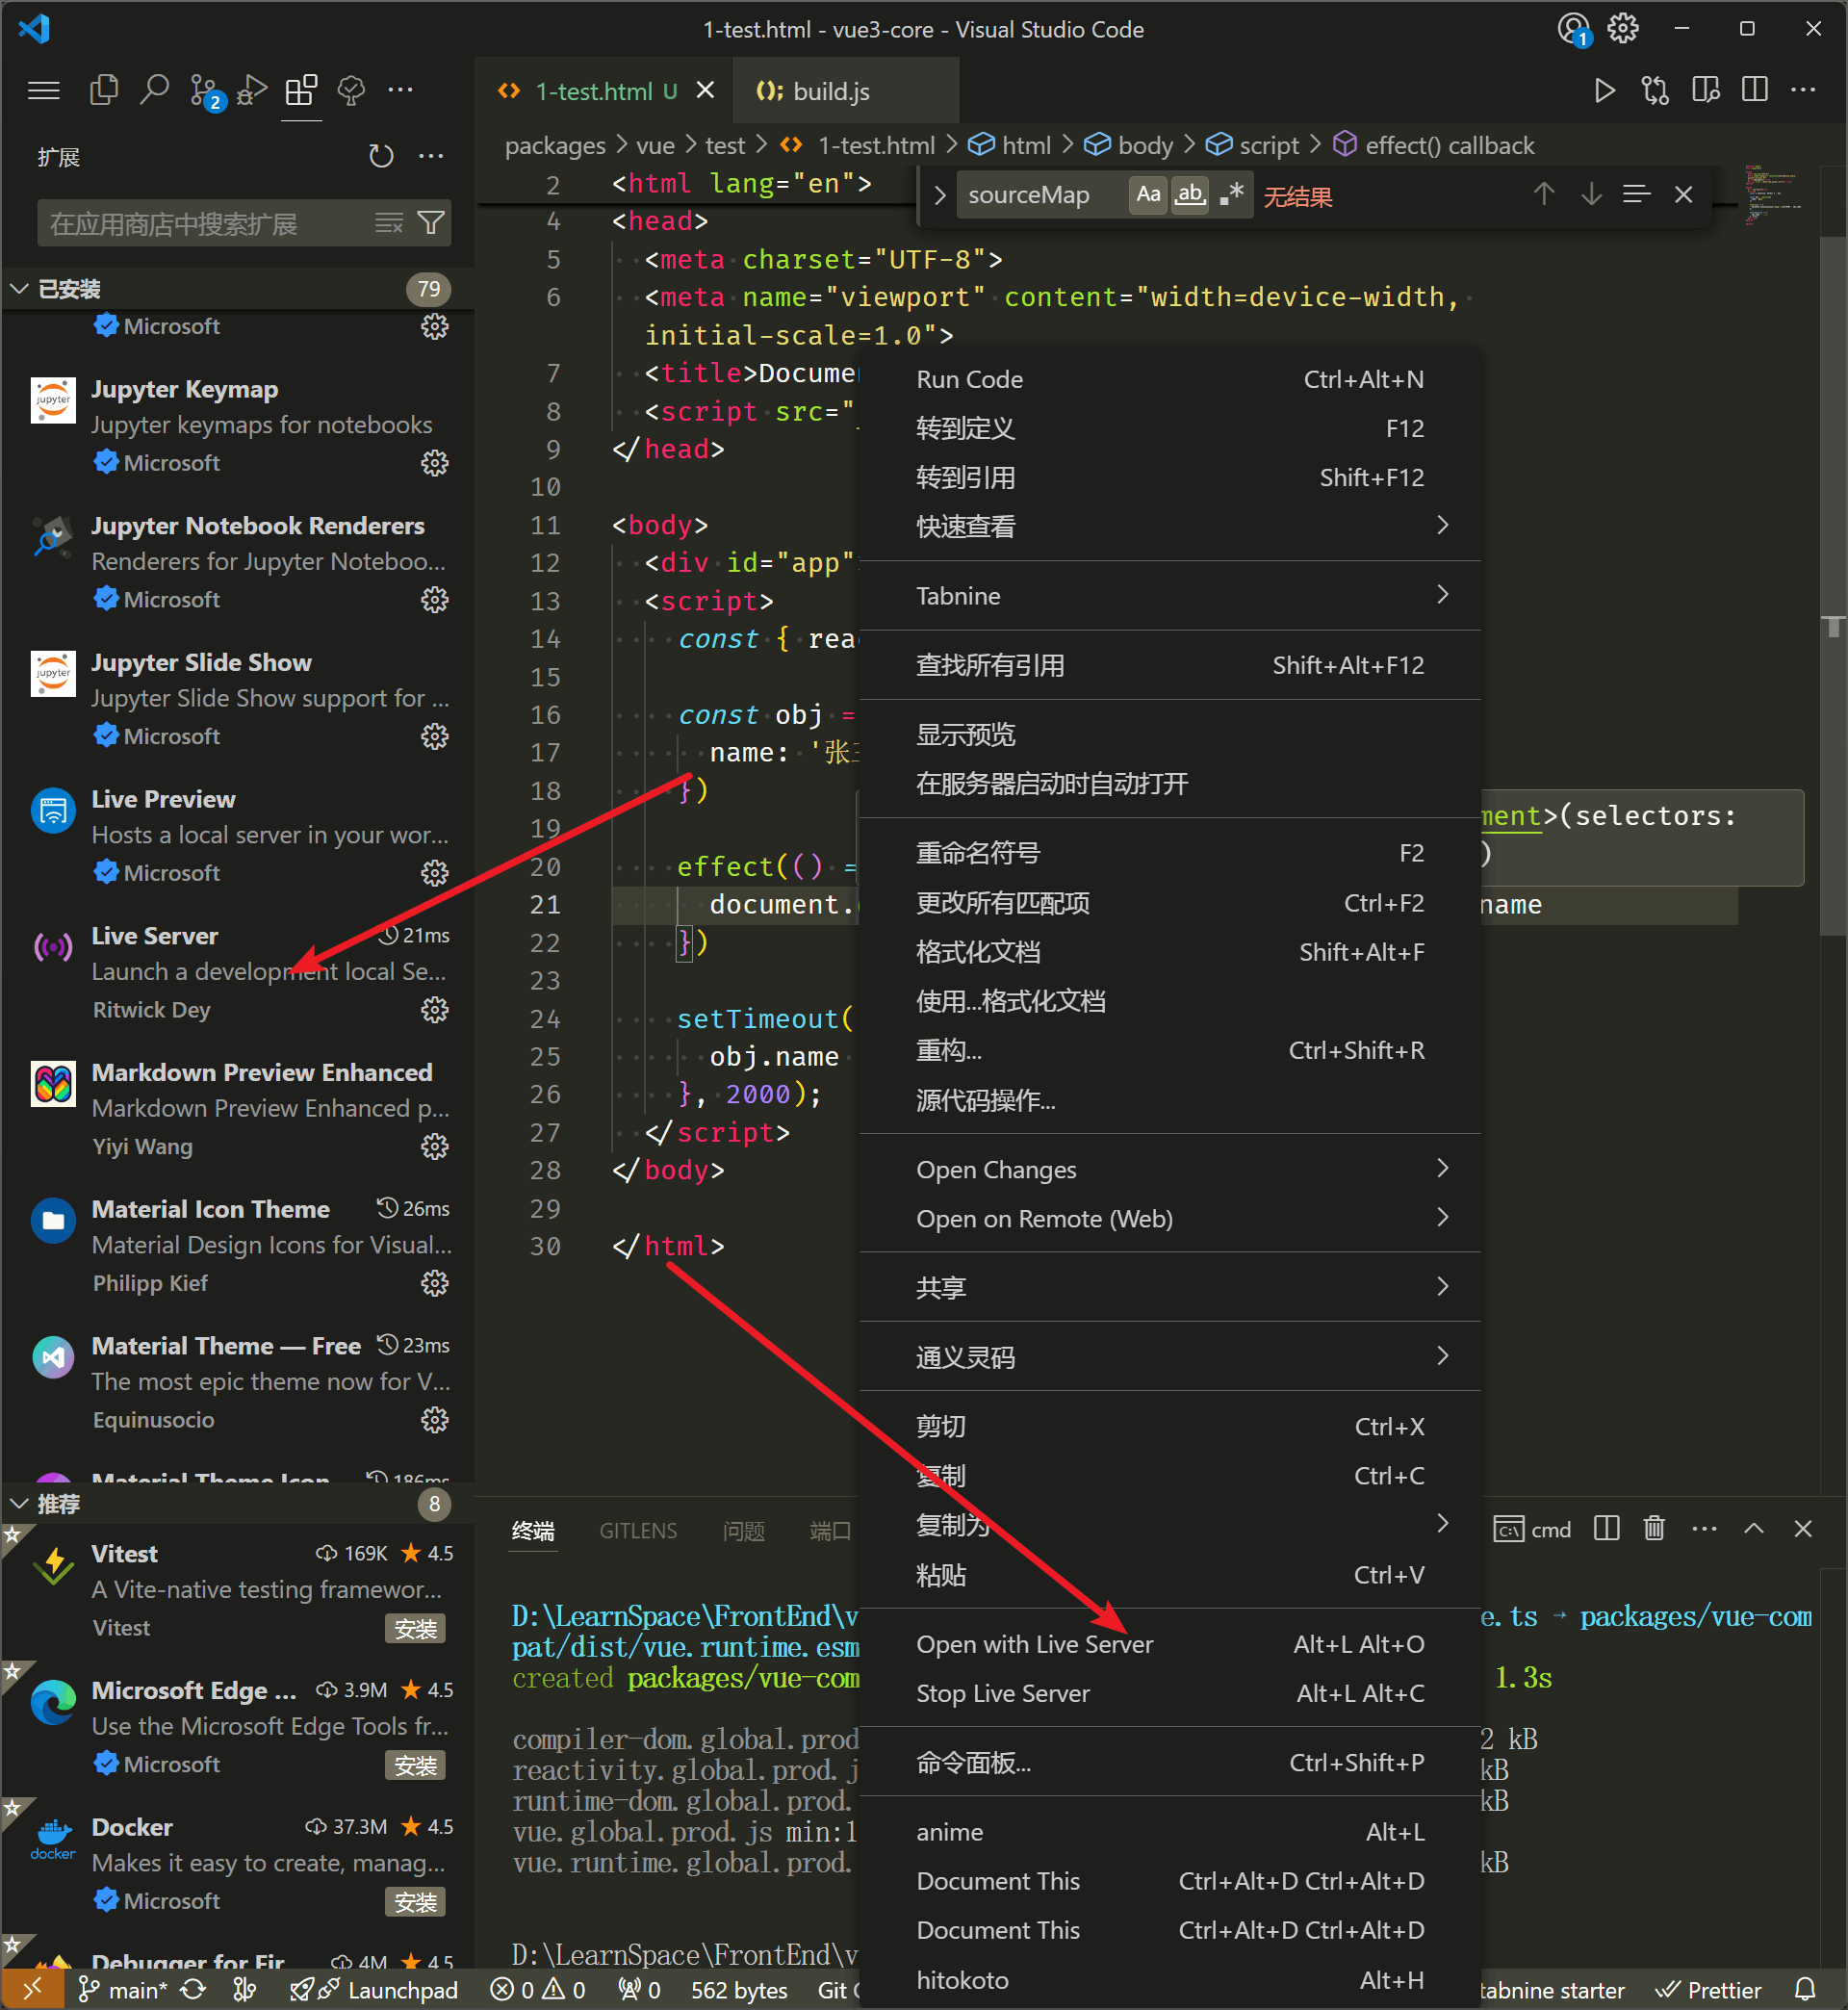 1-test.html - vue3-core - Visual Studio Code
1
2
扩展
在应用商店中搜索扩展
已安装
79
Microsoft
Jupyter Keymap
Jupyter keymaps for notebooks
Microsoft
Jupyter Notebook Renderers
Renderers for Jupyter Noteboo...
Microsoft
Jupyter Slide Show
Jupyter Slide Show support for ...
Microsoft
Live Preview
Hosts a local server in your wor...
Microsoft
Live Server 21ms
Launch a development local Se...
Ritwick Dey
Markdown Preview Enhanced
Markdown Preview Enhanced p...
Yiyi Wang
Material Icon Theme 26ms
Material Design Icons for Visual...
Philipp Kief
Material Theme — Free 23ms
The most epic theme now for V...
Equinusocio
Material Theme Icon 186ms
推荐
8
Vitest 169K 4.5
A Vite-native testing framewor...
Vitest 安装
Microsoft Edge ... 3.9M 4.5
Use the Microsoft Edge Tools fr...
Microsoft 安装
Docker 37.3M 4.5
docker
Makes it easy to create, manag...
Microsoft 安装
Debugger for Fir 4M 4.5
1-test.html U
build.js
packages > vue > test > 1-test.html > html > body > script > effect() callback
sourceMap Aa ab .* 无结果
2 <html lang="en">
4 <head>
5 <meta charset="UTF-8">
6 <meta name="viewport" content="width=device-width,
initial-scale=1.0">
7 <title>Documen
8 <script src="
9 </head>
10
11 <body>
12 <div id="app"
13 <script>
14 const { rea
15
16 const obj =
17 name: '张
18 })
19
20 effect(() =
21 document. name
22 })
23
24 setTimeout(
25 obj.name
26 }, 2000);
27 </script>
28 </body>
29
30 </html>
ment>(selectors:
)
Run Code Ctrl+Alt+N
转到定义 F12
转到引用 Shift+F12
快速查看
Tabnine
查找所有引用 Shift+Alt+F12
显示预览
在服务器启动时自动打开
重命名符号 F2
更改所有匹配项 Ctrl+F2
格式化文档 Shift+Alt+F
使用...格式化文档
重构... Ctrl+Shift+R
源代码操作...
Open Changes
Open on Remote (Web)
共享
通义灵码
剪切 Ctrl+X
复制 Ctrl+C
复制为
粘贴 Ctrl+V
Open with Live Server Alt+L Alt+O
Stop Live Server Alt+L Alt+C
命令面板... Ctrl+Shift+P
anime Alt+L
Document This Ctrl+Alt+D Ctrl+Alt+D
Document This Ctrl+Alt+D Ctrl+Alt+D
hitokoto Alt+H
终端 GITLENS 问题 端口 cmd
D:\LearnSpace\FrontEnd\v e.ts → packages/vue-com
pat/dist/vue.runtime.esm
created packages/vue-com 1.3s
compiler-dom.global.prod 2 kB
reactivity.global.prod.j kB
runtime-dom.global.prod. kB
vue.global.prod.js min:1
vue.runtime.global.prod. kB
D:\LearnSpace\FrontEnd\v
main* Launchpad 0 0 0 562 bytes Git tabnine starter Prettier